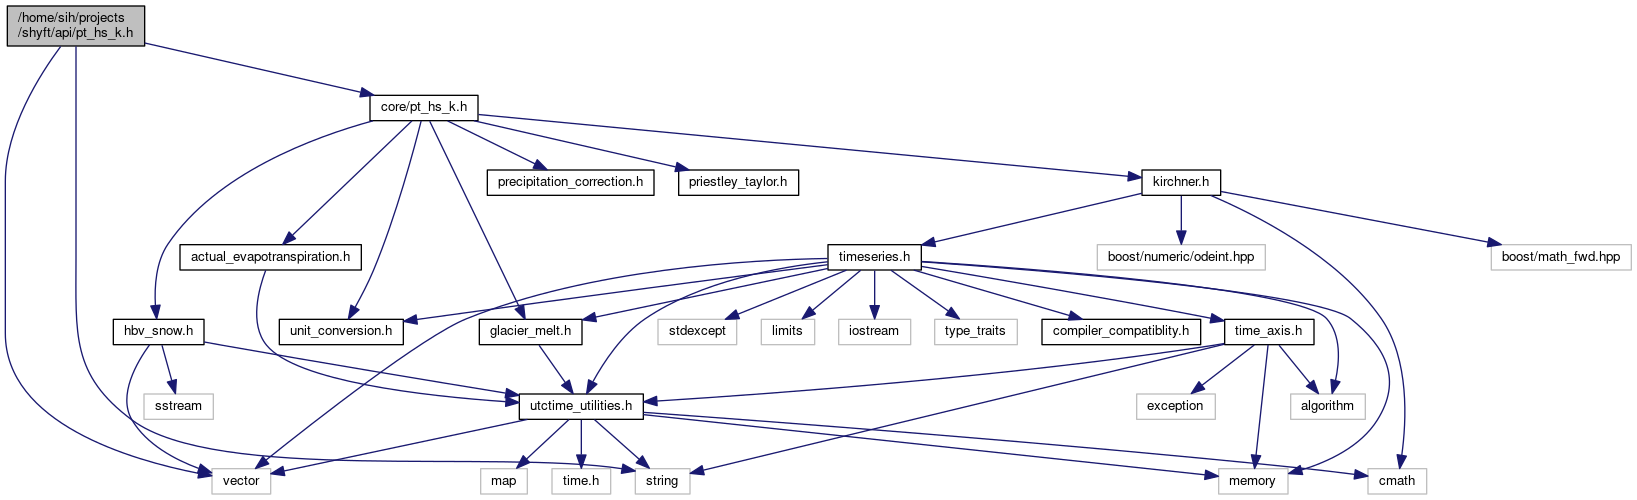 /home/sih/projects
/shyft/api/pt_hs_k.h
core/pt_hs_k.h
precipitation_correction.h
priestley_taylor.h
kirchner.h
actual_evapotranspiration.h
timeseries.h
boost/numeric/odeint.hpp
boost/math_fwd.hpp
hbv_snow.h
unit_conversion.h
glacier_melt.h
stdexcept
limits
iostream
type_traits
compiler_compatiblity.h
time_axis.h
sstream
utctime_utilities.h
exception
algorithm
vector
map
time.h
string
memory
cmath